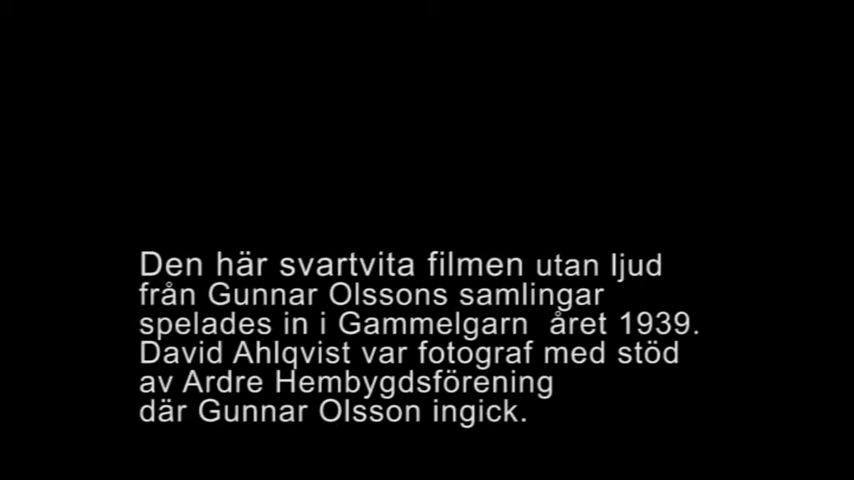 Den här svartvita filmen utan ljud
från Gunnar Olssons samlingar
spelades in i Gammelgarn  året 1939.
David Ahlqvist var fotograf med stöd
av Ardre Hembygdsförening
där Gunnar Olsson ingick.